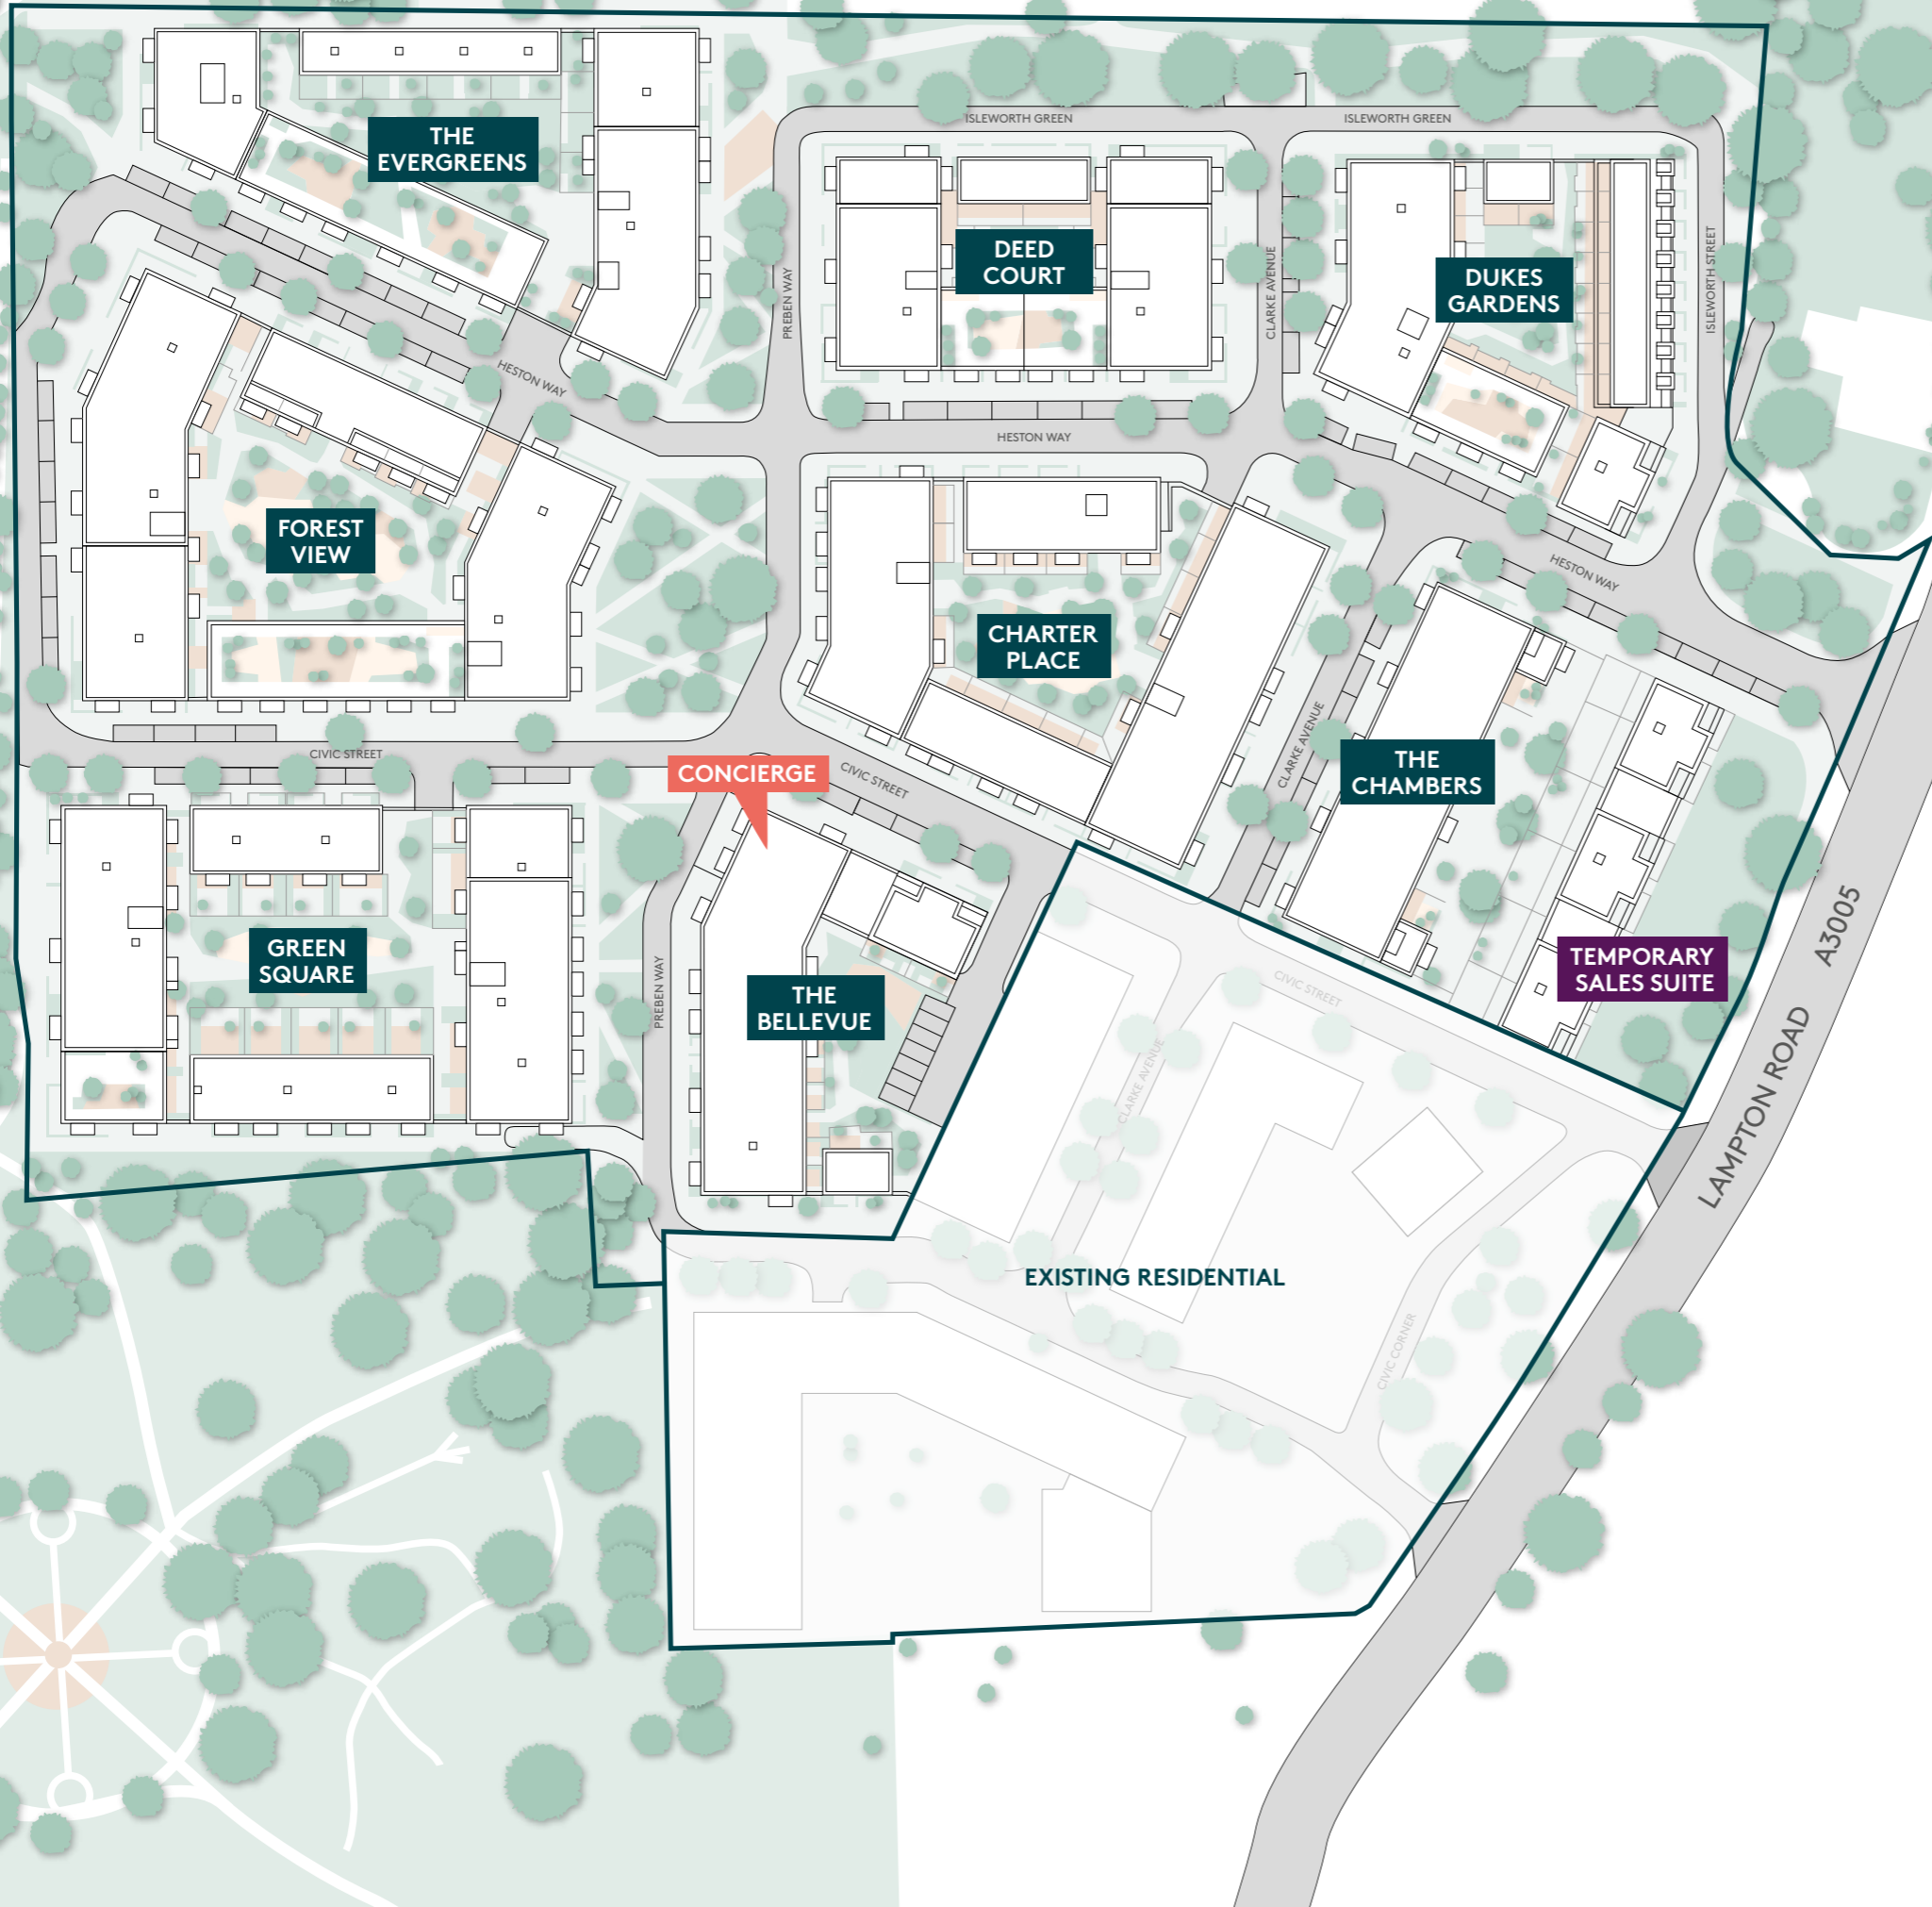 ISLEWORTH GREEN
ISLEWORTH GREEN
THE
EVERGREENS
DEED
COURT
DUKES
GARDENS
PREBEN WAY
CLARKE AVENUE
ISLEWORTH STREET
HESTON WAY
HESTON WAY
FOREST
VIEW
HESTON WAY
CHARTER
PLACE
CLARKE AVENUE
CIVIC STREET
CONCIERGE
CIVIC STREET
THE
CHAMBERS
GREEN
SQUARE
PREBEN WAY
THE
BELLEVUE
TEMPORARY
SALES SUITE
A3005
LAMPTON ROAD
CIVIC STREET
CLARKE AVENUE
EXISTING RESIDENTIAL
CIVIC CORNER